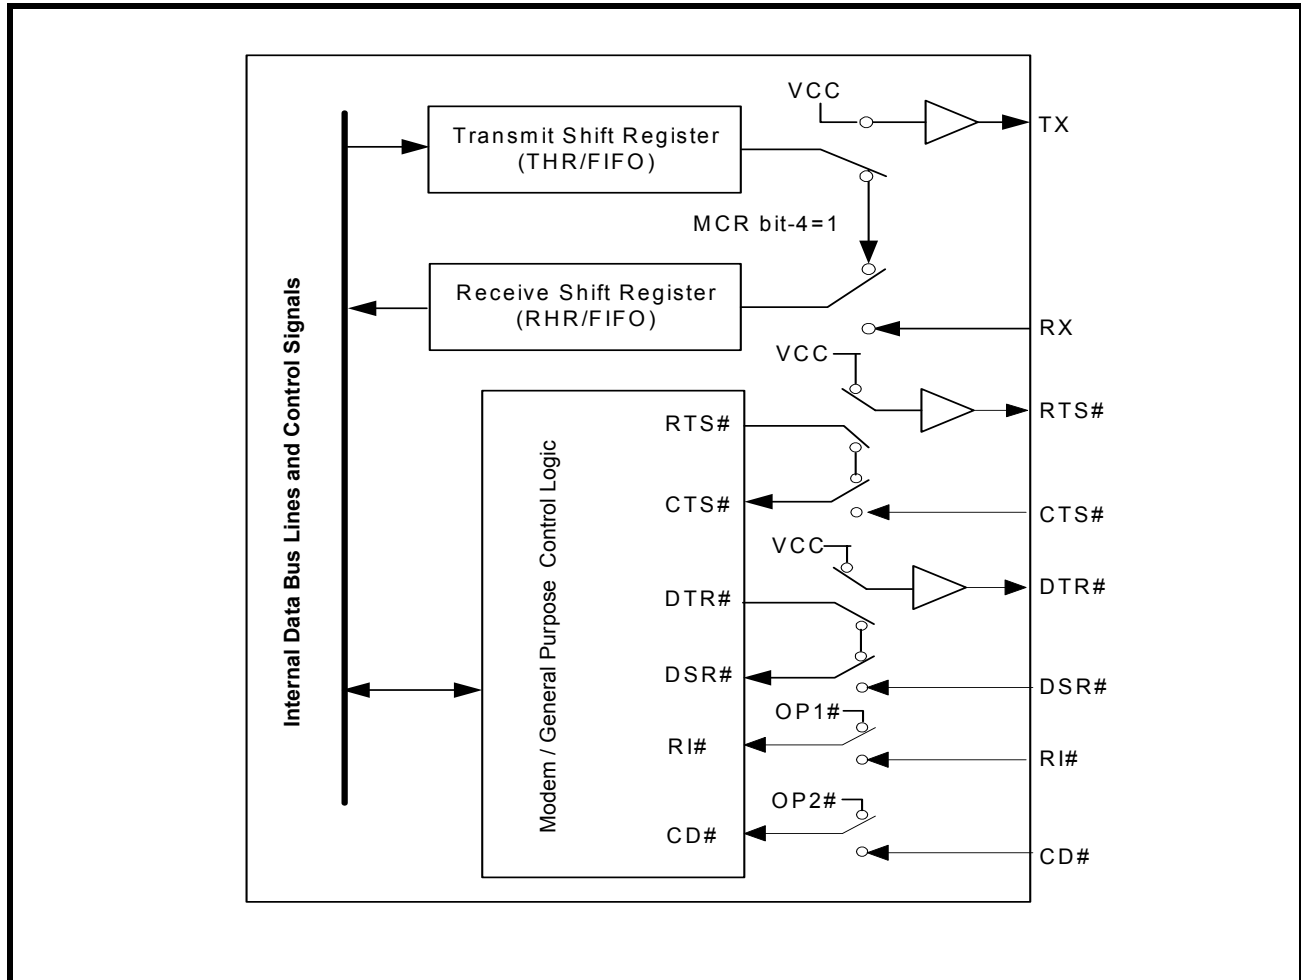 VCC
TX
Transmit Shift Register
(THR/FIFO)
MCR bit-4=1
Receive Shift Register
(RHR/FIFO)
RX
VCC
RTS#
RTS#
CTS#
CTS#
VCC
DTR#
DTR#
DSR#
DSR#
OP1#
RI#
RI#
OP2#
CD#
CD#
Internal Data Bus Lines and Control Signals
Modem / General Purpose Control Logic